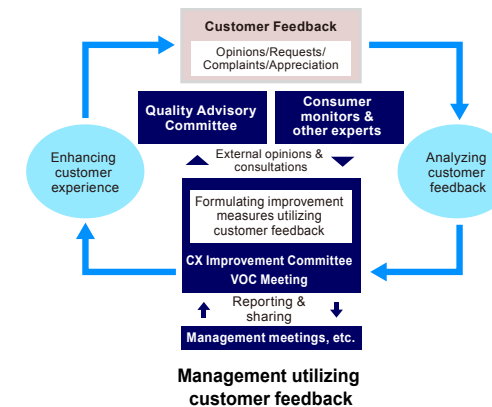 Customer Feedback
Opinions/Requests/
Complaints/Appreciation
Quality Advisory
Committee
Consumer
monitors &
other experts
External opinions &
consultations
Enhancing
customer
experience
Analyzing
customer
feedback
Formulating improvement
measures utilizing
customer feedback
CX Improvement Committee
VOC Meeting
Reporting &
sharing
Management meetings, etc.
Management utilizing
customer feedback